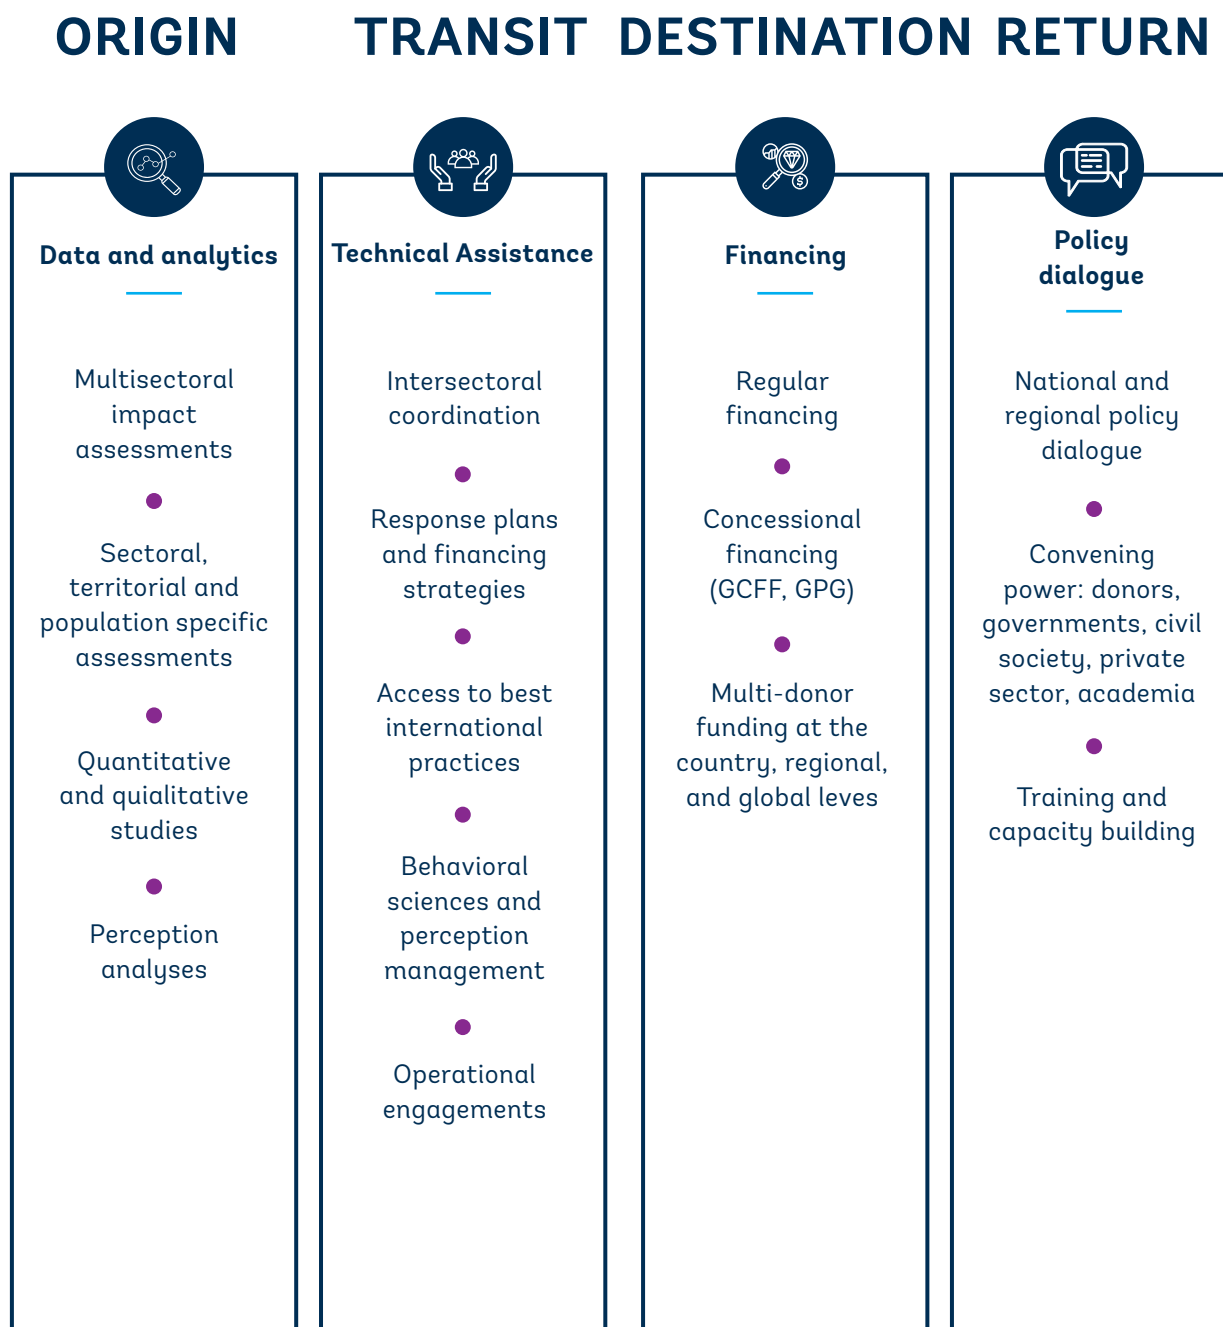 ORIGIN
TRANSIT
DESTINATION
RETURN
Data and analytics
Multisectoral
impact
assessments
Sectoral,
territorial and
population specific
assessments
Quantitative
and quialitative
studies
Perception
analyses
Technical Assistance
Intersectoral
coordination
Response plans
and financing
strategies
Access to best
international
practices
Behavioral
sciences and
perception
management
Operational
engagements
Financing
Regular
financing
Concessional
financing
(GCFF, GPG)
Multi-donor
funding at the
country, regional,
and global leves
Policy
dialogue
National and
regional policy
dialogue
Convening
power: donors,
governments, civil
society, private
sector, academia
Training and
capacity building